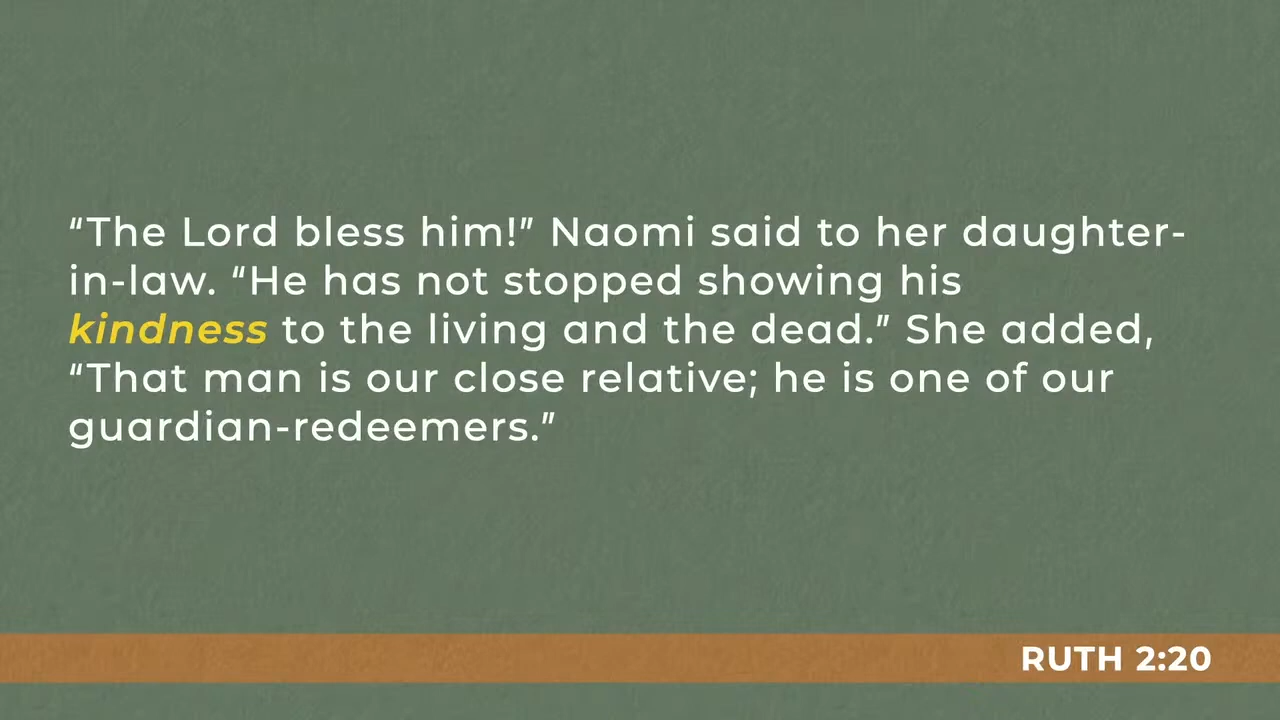 “The Lord bless him!” Naomi said to her daughter-
in-law. “He has not stopped showing his
kindness to the living and the dead.” She added,
“That man is our close relative; he is one of our
guardian-redeemers.”
RUTH 2:20